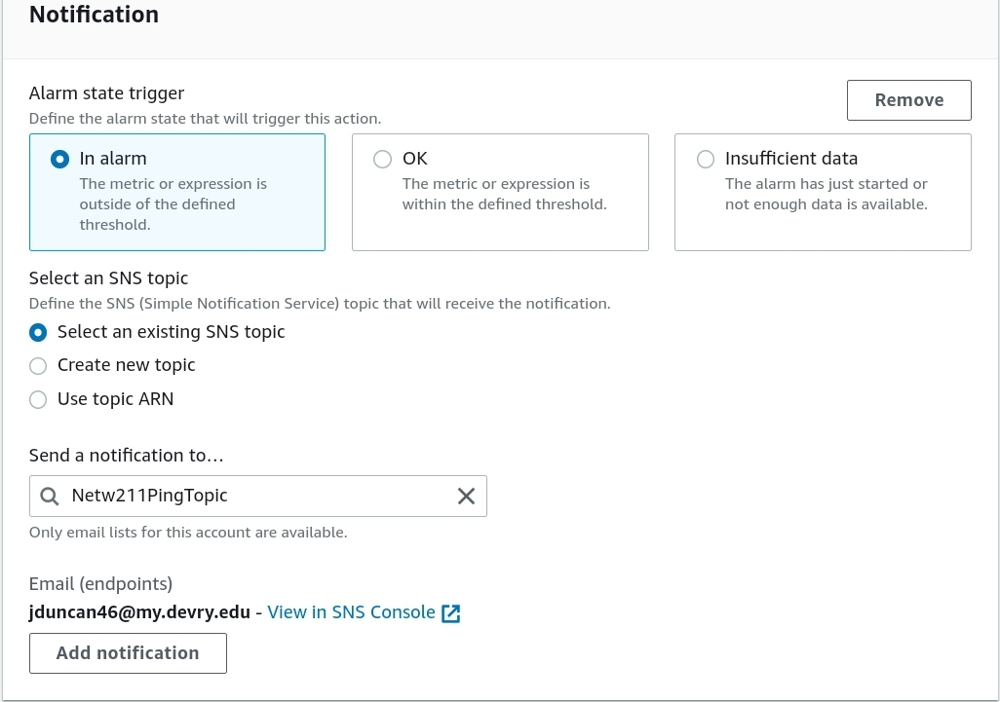 Notification
Alarm state trigger
Remove
Define the alarm state that will trigger this action.
In alarm
The metric or expression is
outside of the defined
threshold.
OK
The metric or expression is
within the defined threshold.
Insufficient data
The alarm has just started or
not enough data is available.
Select an SNS topic
Define the SNS (Simple Notification Service) topic that will receive the notification.
Select an existing SNS topic
Create new topic
Use topic ARN
Send a notification to…
Netw211PingTopic
Only email lists for this account are available.
Email (endpoints)
jduncan46@my.devry.edu - View in SNS Console
Add notification